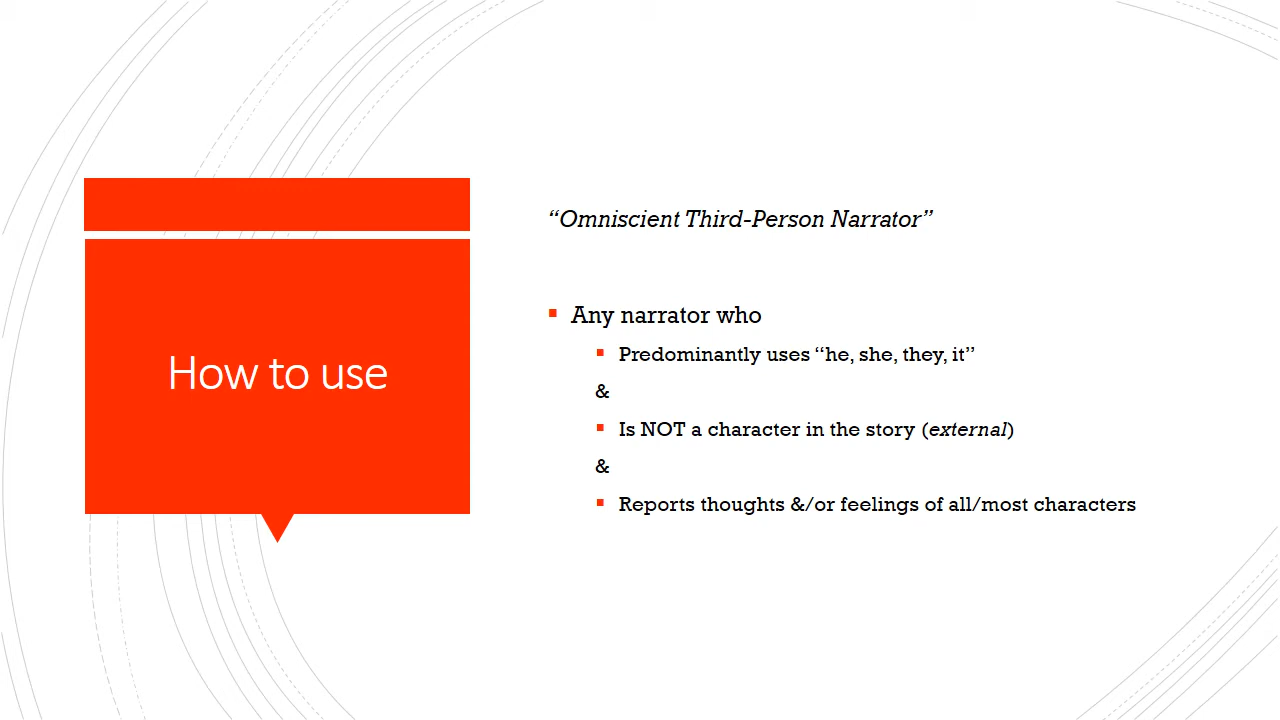 How to use
“Omniscient Third-Person Narrator”
Any narrator who
Predominantly uses “he, she, they, it”
&
Is NOT a character in the story (external)
&
Reports thoughts &/or feelings of all/most characters